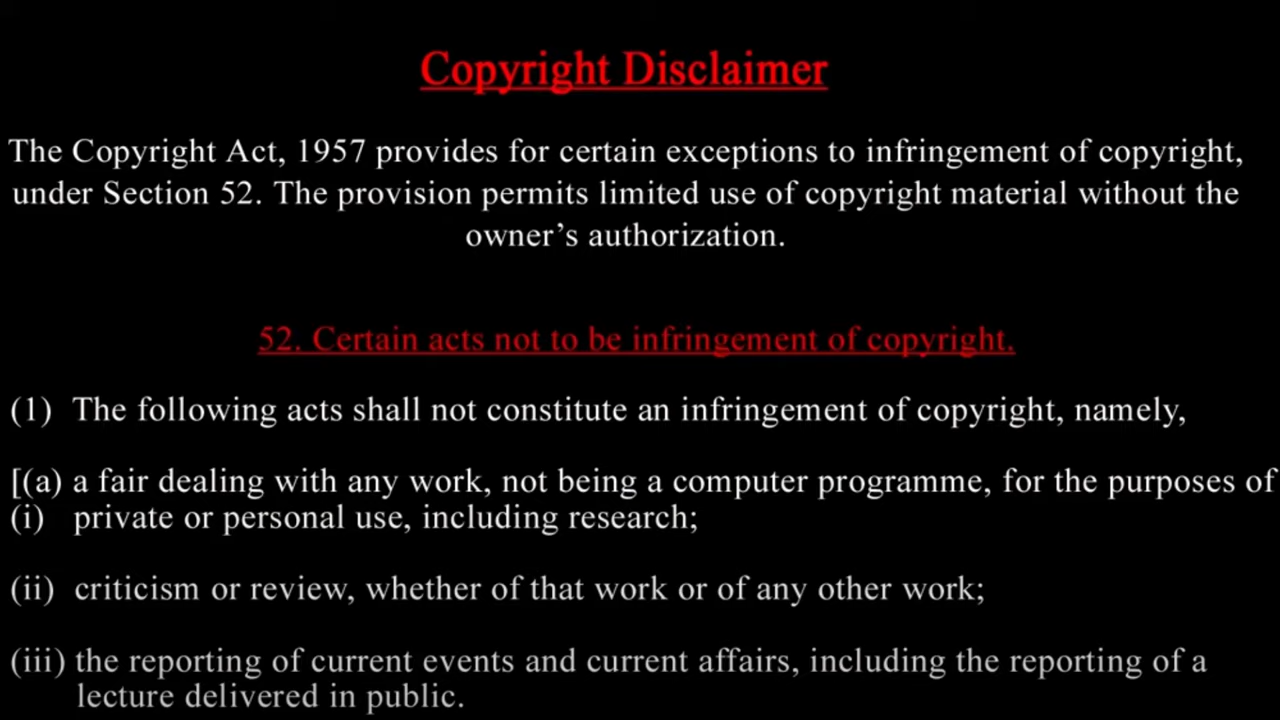 Copyright Disclaimer
The Copyright Act, 1957 provides for certain exceptions to infringement of copyright,
under Section 52. The provision permits limited use of copyright material without the
owner’s authorization.
52. Certain acts not to be infringement of copyright.
(1) The following acts shall not constitute an infringement of copyright, namely,
[(a) a fair dealing with any work, not being a computer programme, for the purposes of
(i) private or personal use, including research;
(ii) criticism or review, whether of that work or of any other work;
(iii) the reporting of current events and current affairs, including the reporting of a
lecture delivered in public.